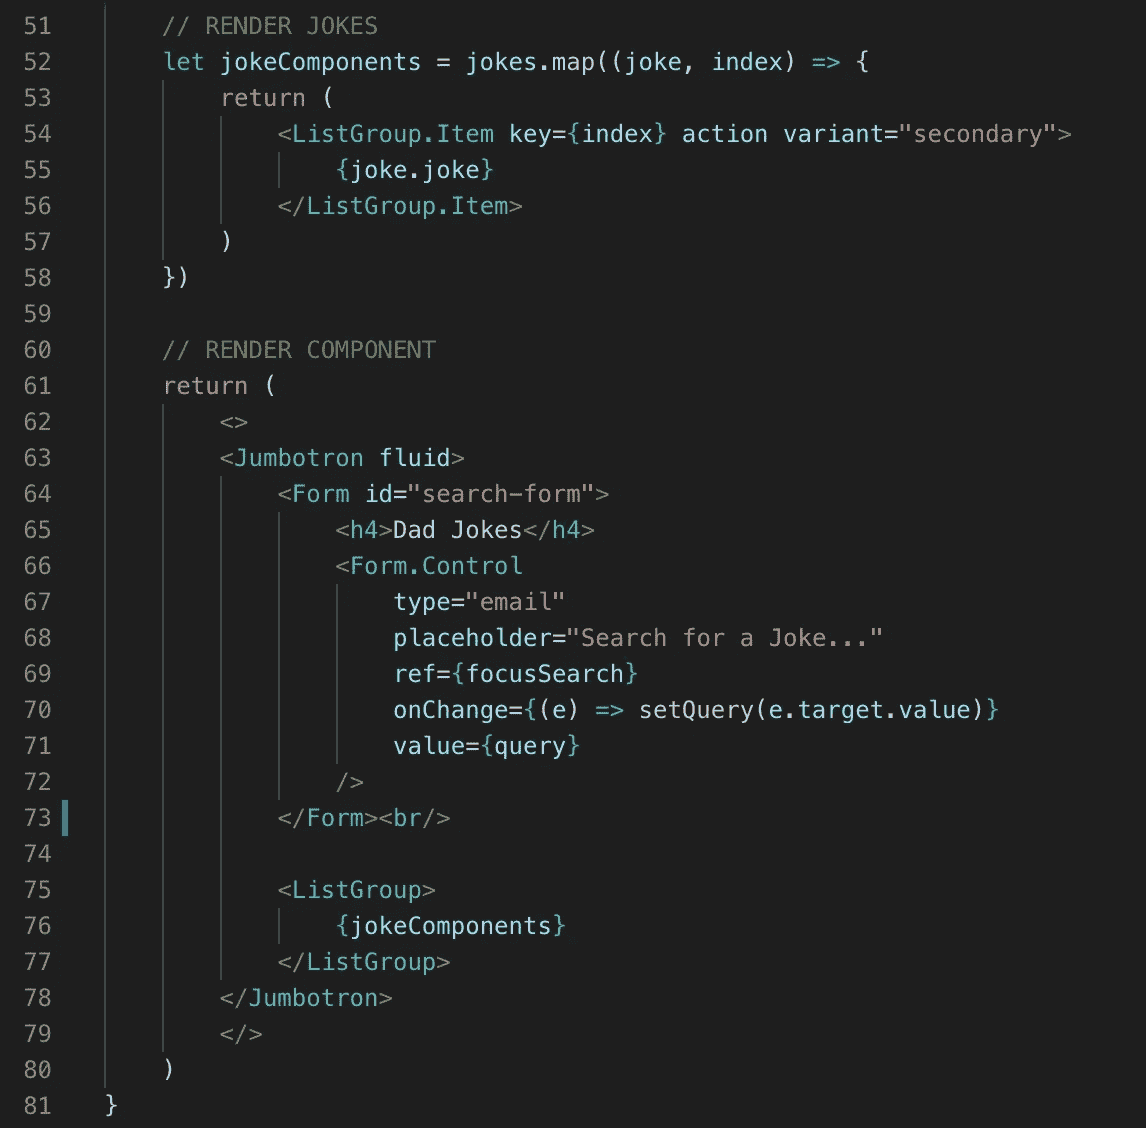 51 // RENDER JOKES
52 let jokeComponents = jokes.map((joke, index) => {
53 return (
54 <ListGroup.Item key={index} action variant="secondary">
55 {joke.joke}
56 </ListGroup.Item>
57 )
58 })
59
60 // RENDER COMPONENT
61 return (
62 <>
63 <Jumbotron fluid>
64 <Form id="search-form">
65 <h4>Dad Jokes</h4>
66 <Form.Control
67 type="email"
68 placeholder="Search for a Joke..."
69 ref={focusSearch}
70 onChange={(e) => setQuery(e.target.value)}
71 value={query}
72 />
73 </Form><br/>
74
75 <ListGroup>
76 {jokeComponents}
77 </ListGroup>
78 </Jumbotron>
79 </>
80 )
81 }